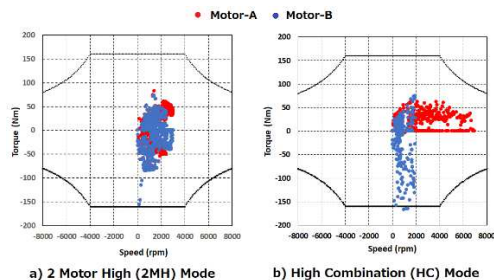 Motor-A Motor-B
200
150
100
50
0
-50
-100
-150
-200
Torque (Nm)
-8000 -6000 -4000 -2000 0 2000 4000 6000 8000
Speed (rpm)
a) 2 Motor High (2MH) Mode
200
150
100
50
0
-50
-100
-150
-200
Torque (Nm)
-8000 -6000 -4000 -2000 0 2000 4000 6000 8000
Speed (rpm)
b) High Combination (HC) Mode